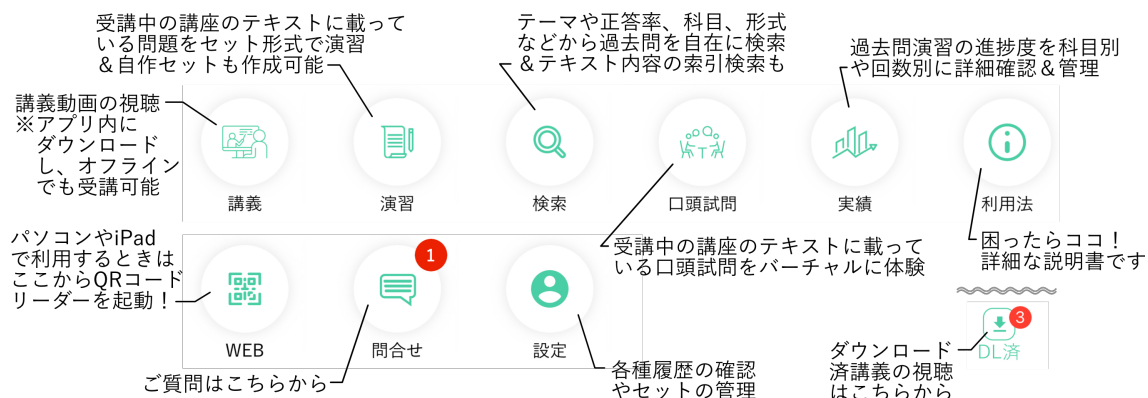 受講中の講座のテキストに載って
いる問題をセット形式で演習
＆自作セットも作成可能
テーマや正答率、科目、形式
などから過去問を自在に検索
＆テキスト内容の索引検索も
過去問演習の進捗度を科目別
や回数別に詳細確認＆管理
講義動画の視聴
※アプリ内に
ダウンロード
し、オフライン
でも受講可能
講義
演習
検索
口頭試問
実績
利用法
パソコンやiPad
で利用するときは
ここからQRコード
リーダーを起動！
受講中の講座のテキストに載って
いる口頭試問をバーチャルに体験
困ったらココ！
詳細な説明書です
1
WEB
問合せ
設定
3
DL済
ご質問はこちらから
各種履歴の確認
やセットの管理
ダウンロード
済講義の視聴
はこちらから